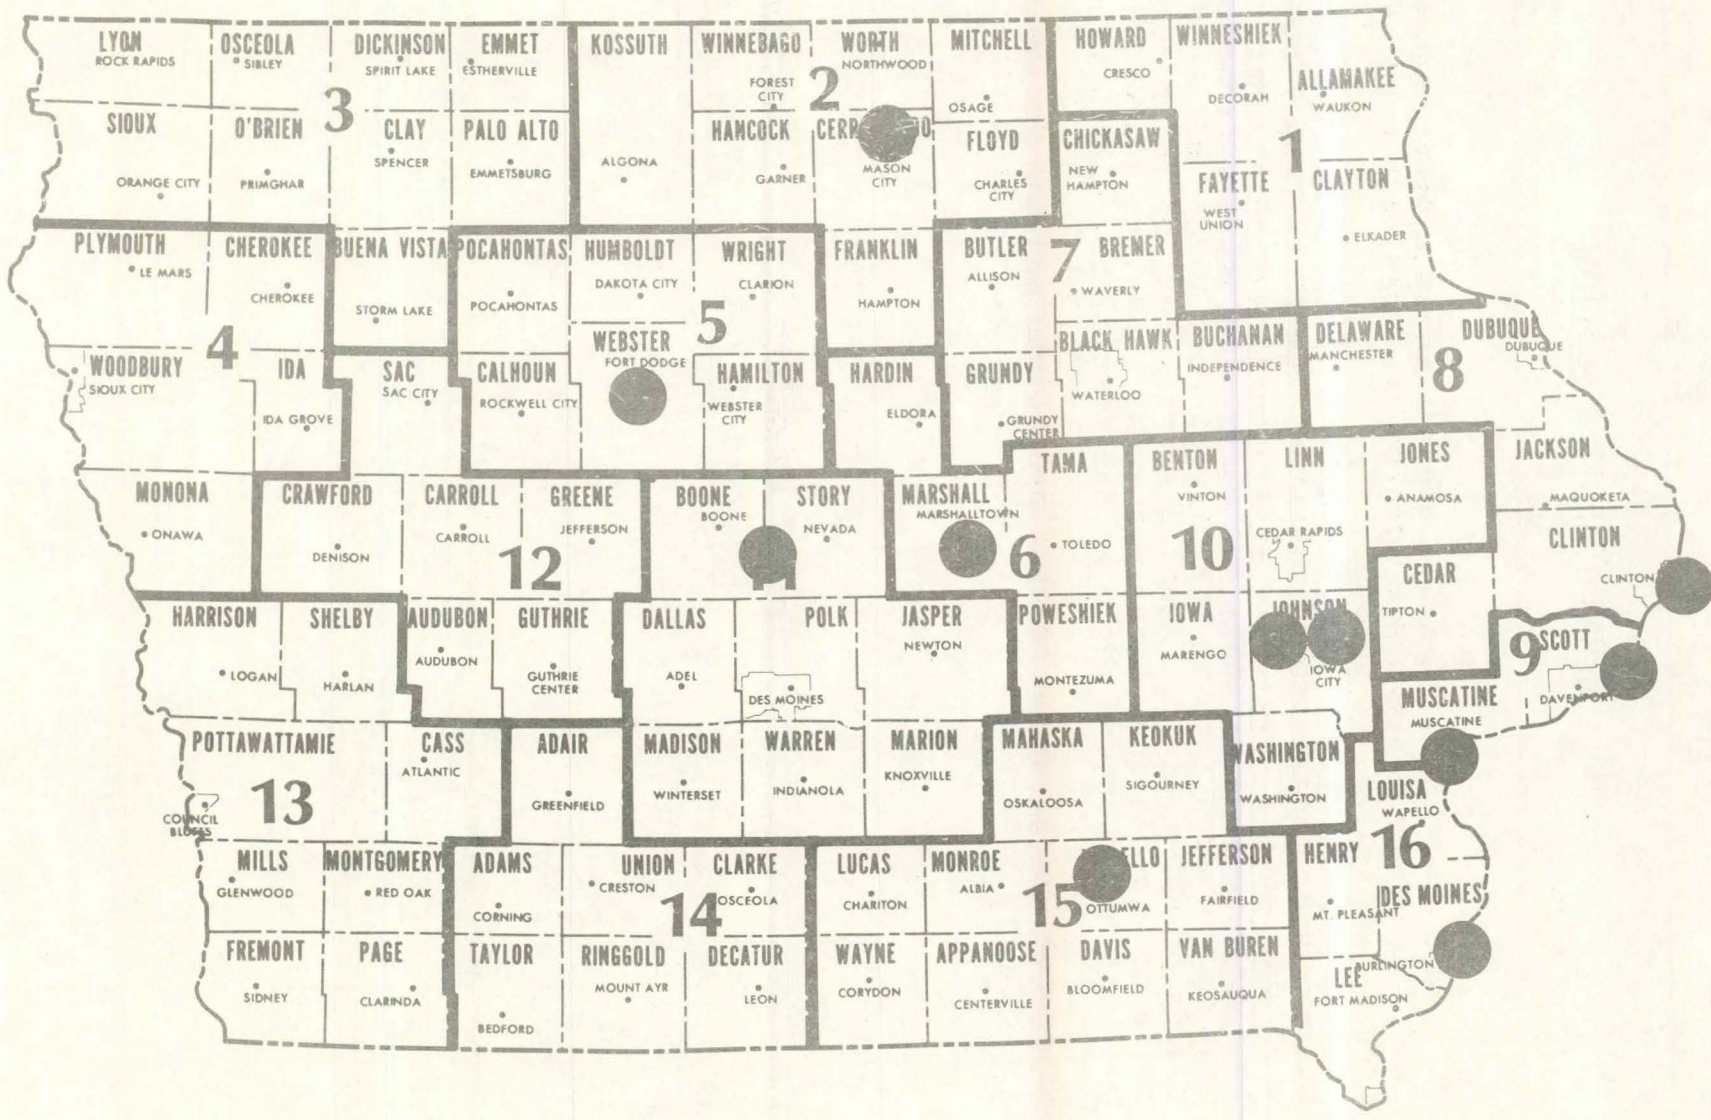 LYON
ROCK RAPIDS
OSCEOLA
SIBLEY
DICKINSON
SPIRIT LAKE
EMMET
ESTHERVILLE
KOSSUTH
ALGONA
WINNEBAGO
FOREST
CITY
WORTH
NORTHWOOD
MITCHELL
OSAGE
HOWARD
CRESCO
WINNESHIEK
DECORAH
ALLAMAKEE
WAUKON
3
2
1
SIOUX
ORANGE CITY
O'BRIEN
PRIMGHAR
CLAY
SPENCER
PALO ALTO
EMMETSBURG
HANCOCK
GARNER
MASON
CITY
FLOYD
CHARLES
CITY
CHICKASAW
NEW
HAMPTON
FAYETTE
WEST
UNION
CLAYTON
ELKADER
PLYMOUTH
LE MARS
CHEROKEE
CHEROKEE
BUENA VISTA
STORM LAKE
POCAHONTAS
POCAHONTAS
HUMBOLDT
DAKOTA CITY
WRIGHT
CLARION
FRANKLIN
HAMPTON
BUTLER
ALLISON
7
BREMER
WAVERLY
4
5
8
WOODBURY
SIOUX CITY
IDA
IDA GROVE
SAC
SAC CITY
CALHOUN
ROCKWELL CITY
WEBSTER
FORT DODGE
HAMILTON
WEBSTER
CITY
HARDIN
ELDORA
GRUNDY
GRUNDY
CENTER
BLACK HAWK
WATERLOO
BUCHANAN
INDEPENDENCE
DELAWARE
MANCHESTER
DUBUQUE
DUBUQUE
MONONA
ONAWA
CRAWFORD
DENISON
CARROLL
CARROLL
GREENE
JEFFERSON
12
BOONE
BOONE
STORY
NEVADA
11
MARSHALL
MARSHALLTOWN
6
TAMA
TOLEDO
BENTON
VINTON
10
LINN
CEDAR RAPIDS
JONES
ANAMOSA
JACKSON
MAQUOKETA
CLINTON
CLINTON
CEDAR
TIPTON
HARRISON
LOGAN
SHELBY
HARLAN
AUDUBON
AUDUBON
GUTHRIE
GUTHRIE
CENTER
DALLAS
ADEL
POLK
DES MOINES
JASPER
NEWTON
POWESHIEK
MONTEZUMA
IOWA
MARENGO
JOHNSON
IOWA
CITY
9
SCOTT
DAVENPORT
MUSCATINE
MUSCATINE
POTTAWATTAMIE
13
COUNCIL
BLUFFS
CASS
ATLANTIC
ADAIR
GREENFIELD
MADISON
WINTERSET
WARREN
INDIANOLA
MARION
KNOXVILLE
MAHASKA
OSKALOOSA
KEOKUK
SIGOURNEY
WASHINGTON
WASHINGTON
LOUISA
WAPELLO
16
MILLS
GLENWOOD
MONTGOMERY
RED OAK
ADAMS
CORNING
UNION
CRESTON
14
CLARKE
OSCEOLA
LUCAS
CHARITON
MONROE
ALBIA
15
OTTUMWA
JEFFERSON
FAIRFIELD
HENRY
MT. PLEASANT
DES MOINES
BURLINGTON
FREMONT
SIDNEY
PAGE
CLARINDA
TAYLOR
BEDFORD
RINGGOLD
MOUNT AYR
DECATUR
LEON
WAYNE
CORYDON
APPANOOSE
CENTERVILLE
DAVIS
BLOOMFIELD
VAN BUREN
KEOSAUQUA
LEE
FORT MADISON